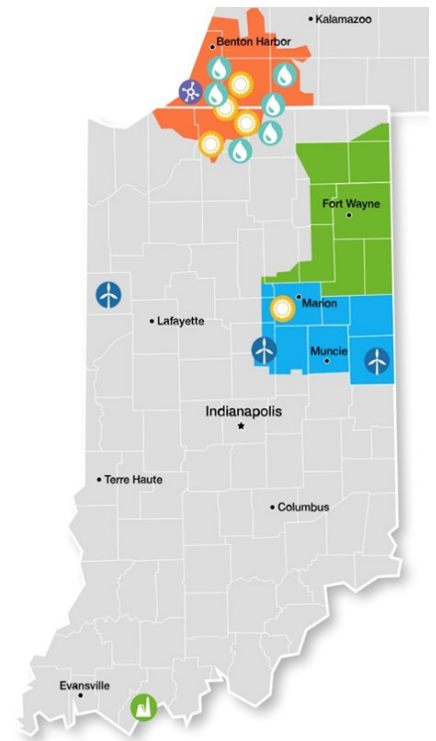 Kalamazoo
Benton Harbor
Fort Wayne
Marion
Lafayette
Muncie
Indianapolis
Terre Haute
Columbus
Evansville